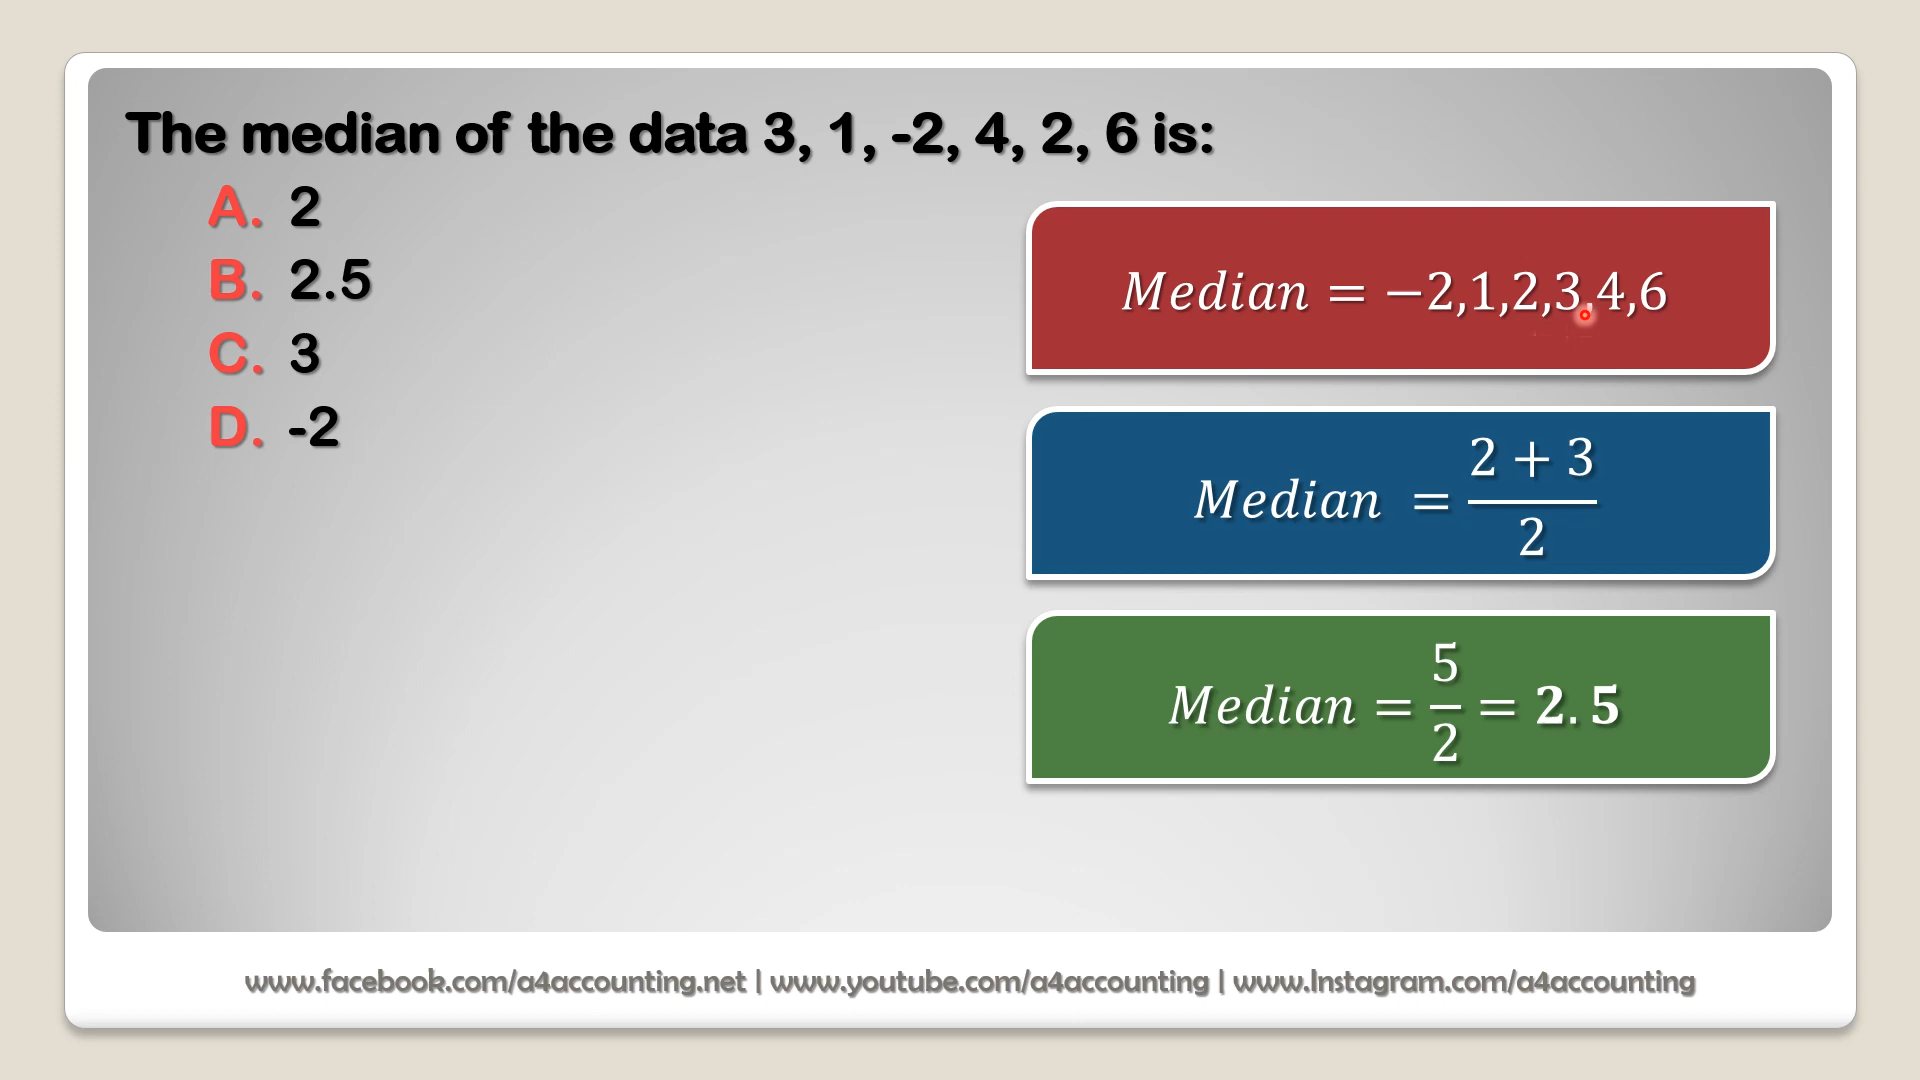 The median of the data 3, 1, -2, 4, 2, 6 is:
A. 2
B. 2.5
C. 3
D. -2
Median = −2,1,2,3,4,6
Median = \frac{2 + 3}{2}
Median = \frac{5}{2} = 2.5
www.facebook.com/a4accounting.net | www.youtube.com/a4accounting | www.Instagram.com/a4accounting